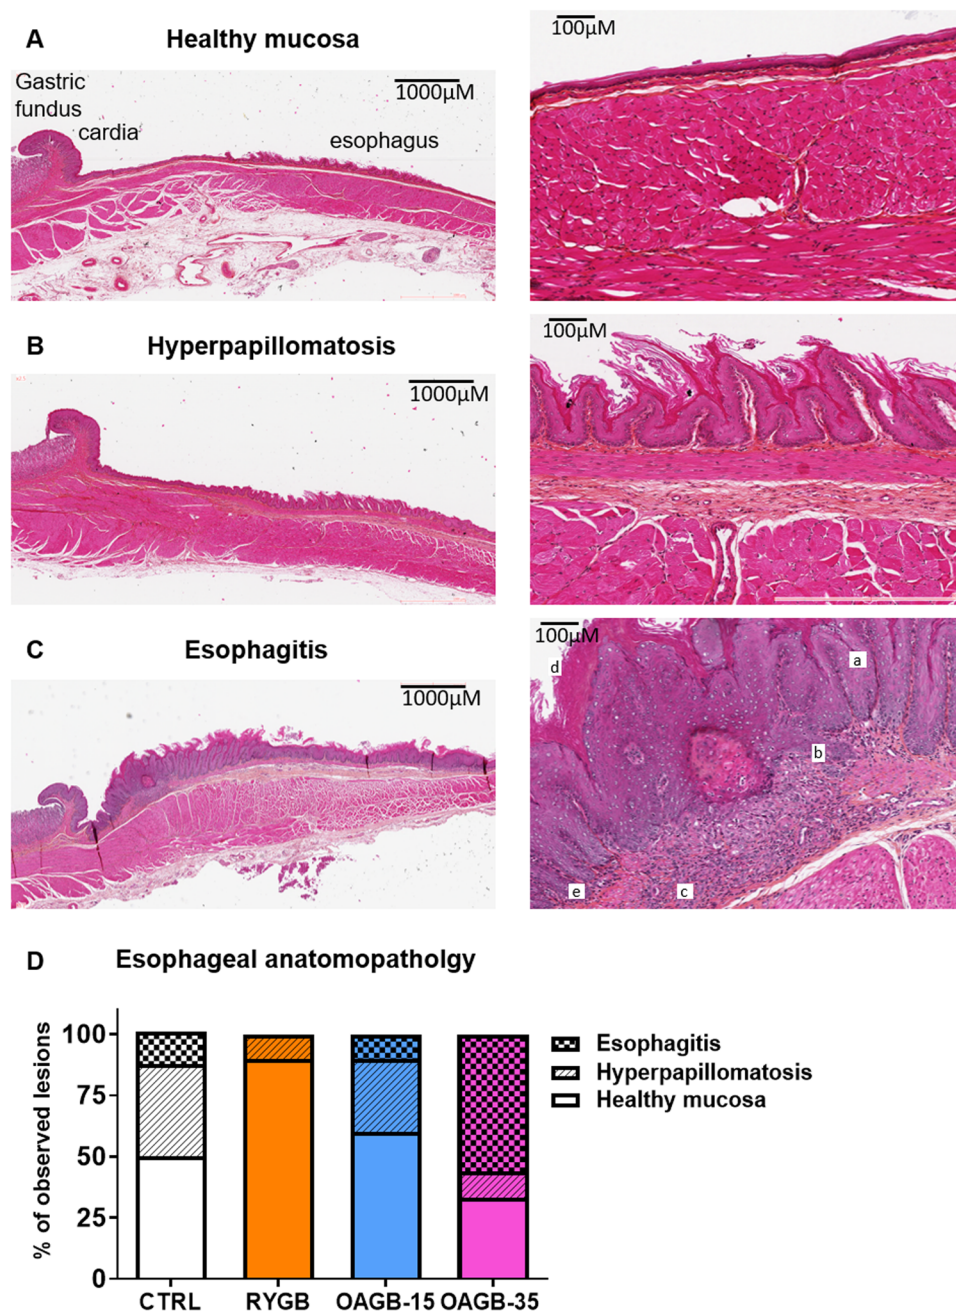 A Healthy mucosa
Gastric
fundus
cardia
esophagus
1000µM
100µM
B Hyperpapillomatosis
1000µM
100µM
C Esophagitis
1000µM
100µM
d
a
b
e
c
D Esophageal anatomopatholgy
% of observed lesions
100
75
50
25
0
CTRL RYGB OAGB-15 OAGB-35
Esophagitis
Hyperpapillomatosis
Healthy mucosa